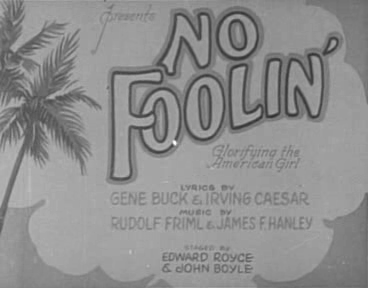 Presents
NO
FOOLIN'
Glorifying the
American Girl
LYRICS BY
GENE BUCK & IRVING CAESAR
MUSIC BY
RUDOLF FRIML & JAMES F. HANLEY
STAGED BY
EDWARD ROYCE
& JOHN BOYLE